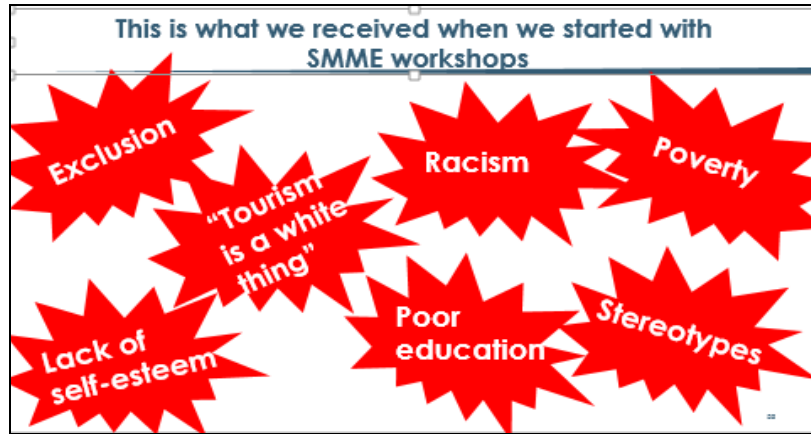 This is what we received when we started with
SMME workshops
Exclusion
"Tourism
is a white
thing"
Racism
Poverty
Lack of
self-esteem
Poor
education
Stereotypes